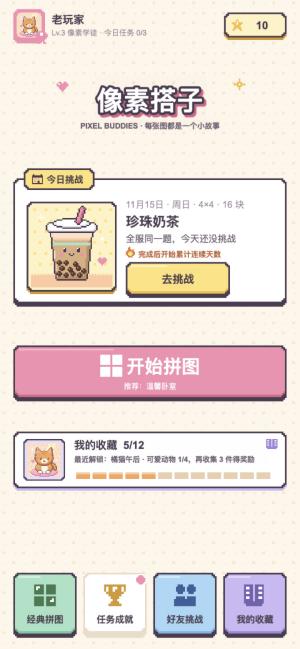 老玩家
Lv.3 像素学徒 · 今日任务 0/3
10
像素搭子
PIXEL BUDDIES · 每张图都是一个小故事
今日挑战
11月15日 · 周日 · 4×4 · 16 块
珍珠奶茶
全服同一题，今天还没挑战
完成后开始累计连续天数
去挑战
开始拼图
推荐：温馨卧室
我的收藏 5/12
最近解锁：橘猫午后 · 可爱动物 1/4，再收集 3 件得奖励
经典拼图
任务成就
好友挑战
我的收藏